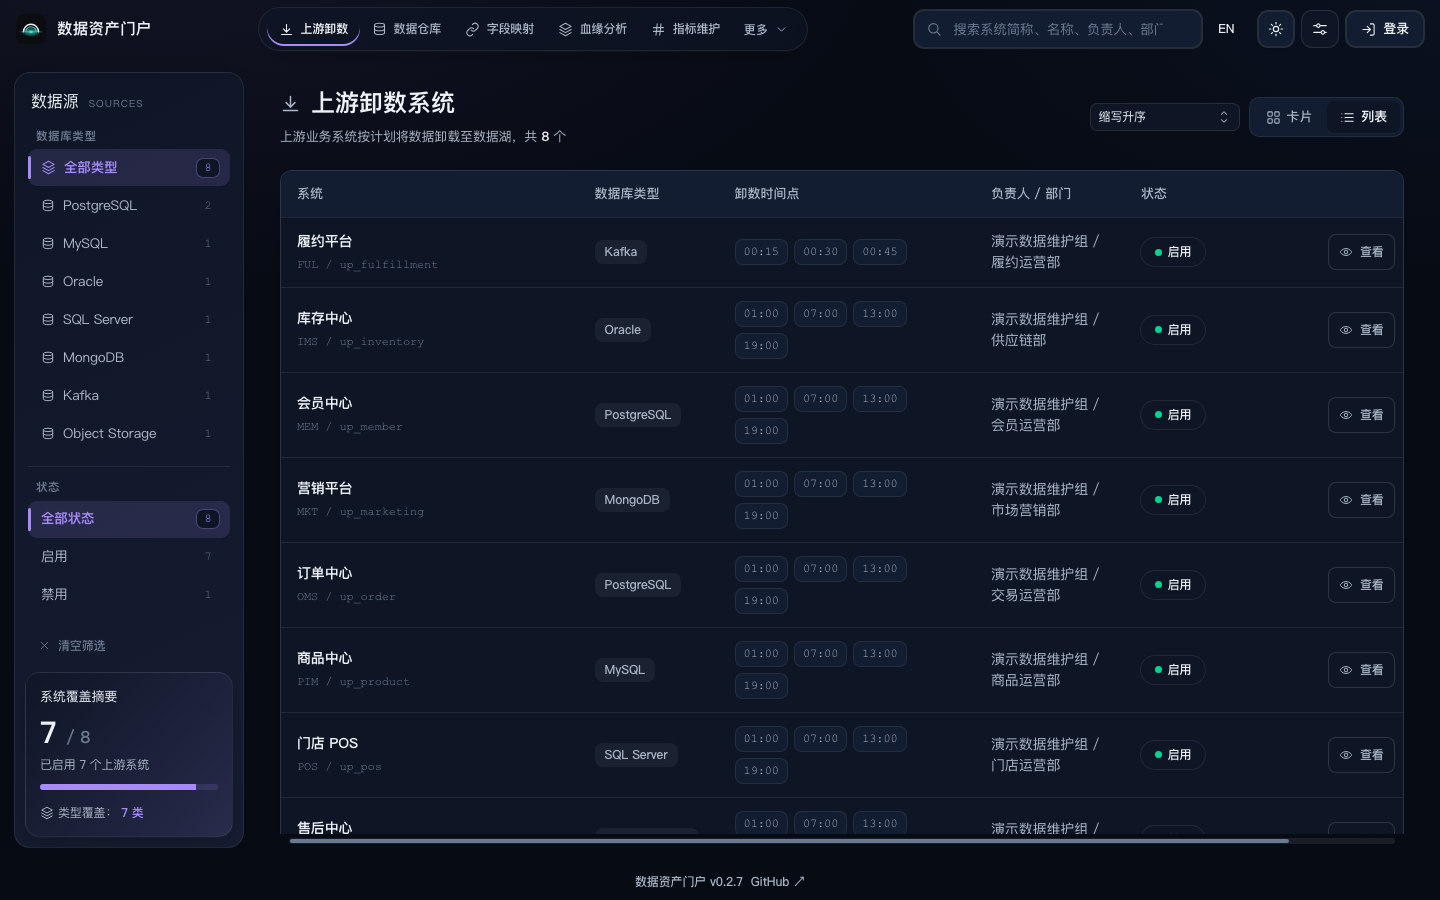 数据资产门户
上游卸数
数据仓库
字段映射
血缘分析
指标维护
更多
搜索系统简称、名称、负责人、部门
EN
登录
数据源 SOURCES
数据库类型
全部类型 8
PostgreSQL 2
MySQL 1
Oracle 1
SQL Server 1
MongoDB 1
Kafka 1
Object Storage 1
状态
全部状态 8
启用 7
禁用 1
清空筛选
系统覆盖摘要
7 / 8
已启用 7 个上游系统
类型覆盖： 7 类
上游卸数系统
上游业务系统按计划将数据卸载至数据湖，共 8 个
缩写升序
卡片
列表
系统 数据库类型 卸数时间点 负责人 / 部门 状态
履约平台
FUL / up_fulfillment
Kafka
00:15 00:30 00:45
演示数据维护组 /
履约运营部
启用
查看
库存中心
IMS / up_inventory
Oracle
01:00 07:00 13:00
19:00
演示数据维护组 /
供应链部
启用
查看
会员中心
MEM / up_member
PostgreSQL
01:00 07:00 13:00
19:00
演示数据维护组 /
会员运营部
启用
查看
营销平台
MKT / up_marketing
MongoDB
01:00 07:00 13:00
19:00
演示数据维护组 /
市场营销部
启用
查看
订单中心
OMS / up_order
PostgreSQL
01:00 07:00 13:00
19:00
演示数据维护组 /
交易运营部
启用
查看
商品中心
PIM / up_product
MySQL
01:00 07:00 13:00
19:00
演示数据维护组 /
商品运营部
启用
查看
门店 POS
POS / up_pos
SQL Server
01:00 07:00 13:00
19:00
演示数据维护组 /
门店运营部
启用
查看
售后中心
01:00 07:00 13:00
演示数据维护组 /
数据资产门户 v0.2.7 GitHub ↗